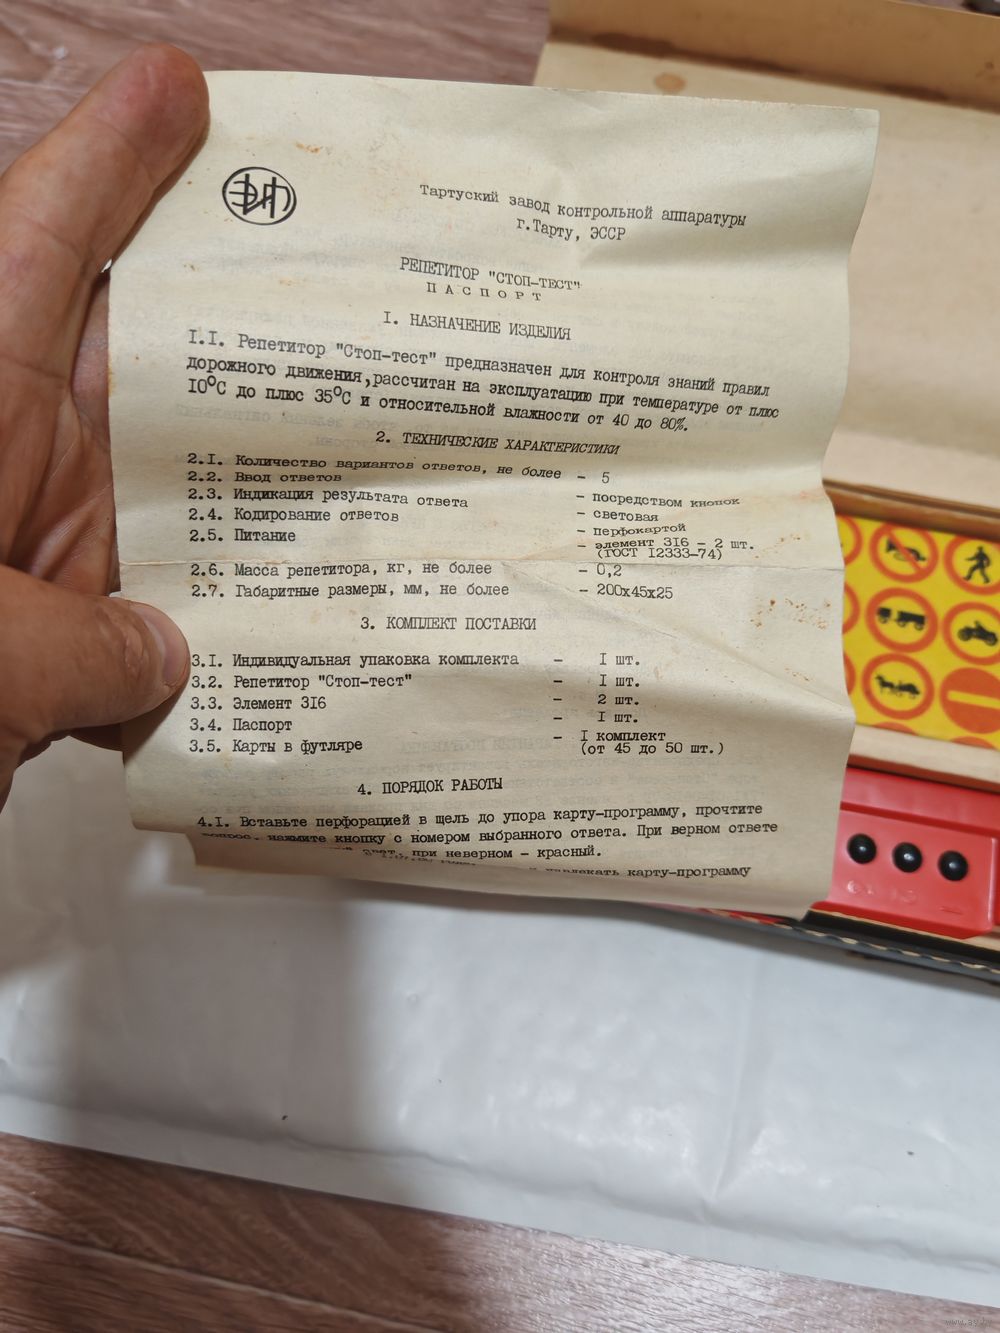 Тартуский завод контрольной аппаратуры
г.Тарту, ЭССР
РЕПЕТИТОР "СТОП-ТЕСТ"
П А С П О Р Т
I. НАЗНАЧЕНИЕ ИЗДЕЛИЯ
I.I. Репетитор "Стоп-тест" предназначен для контроля знаний правил
дорожного движения,рассчитан на эксплуатацию при температуре от плюс
I0°С до плюс 35°С и относительной влажности от 40 до 80%.
2. ТЕХНИЧЕСКИЕ ХАРАКТЕРИСТИКИ
2.I. Количество вариантов ответов, не более – 5
2.2. Ввод ответов – посредством кнопок
2.3. Индикация результата ответа – световая
2.4. Кодирование ответов – перфокартой
2.5. Питание – элемент 3I6 – 2 шт.
(ГОСТ I2333-74)
2.6. Масса репетитора, кг, не более – 0,2
2.7. Габаритные размеры, мм, не более – 200х45х25
3. КОМПЛЕКТ ПОСТАВКИ
3.I. Индивидуальная упаковка комплекта – I шт.
3.2. Репетитор "Стоп-тест" – I шт.
3.3. Элемент 3I6 – 2 шт.
3.4. Паспорт – I шт.
3.5. Карты в футляре – I комплект
(от 45 до 50 шт.)
4. ПОРЯДОК РАБОТЫ
4.I. Вставьте перфорацией в щель до упора карту-программу, прочтите
вопрос, нажмите кнопку с номером выбранного ответа. При верном ответе
свет, при неверном – красный.
извлекать карту-программу